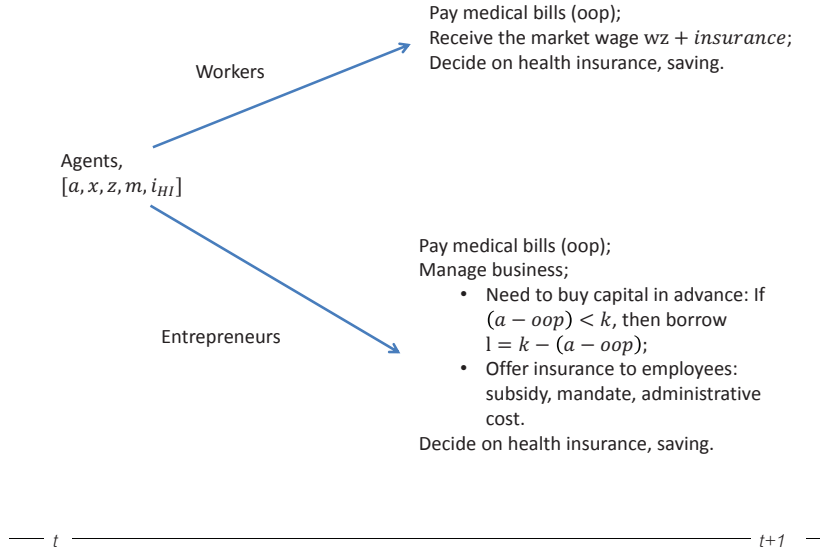 Pay medical bills (oop);
Receive the market wage wz + insurance;
Decide on health insurance, saving.
Workers
Agents,
[a, x, z, m, i_{HI}]
Pay medical bills (oop);
Manage business;
• Need to buy capital in advance: If
(a − oop) < k, then borrow
l = k − (a − oop);
• Offer insurance to employees:
subsidy, mandate, administrative
cost.
Decide on health insurance, saving.
Entrepreneurs
t
t+1